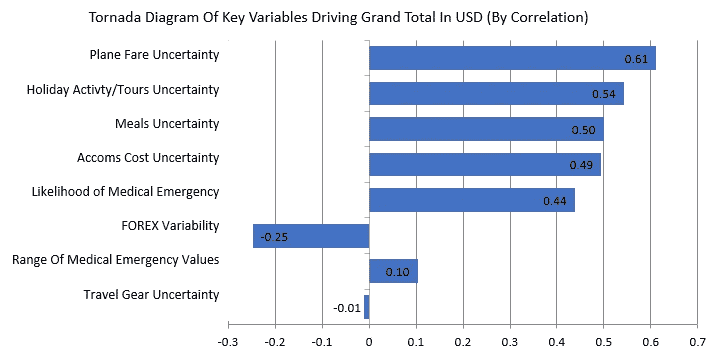 Tornada Diagram Of Key Variables Driving Grand Total In USD (By Correlation)
Plane Fare Uncertainty
0.61
Holiday Activty/Tours Uncertainty
0.54
Meals Uncertainty
0.50
Accoms Cost Uncertainty
0.49
Likelihood of Medical Emergency
0.44
FOREX Variability
-0.25
Range Of Medical Emergency Values
0.10
Travel Gear Uncertainty
-0.01
-0.3 -0.2 -0.1 0 0.1 0.2 0.3 0.4 0.5 0.6 0.7